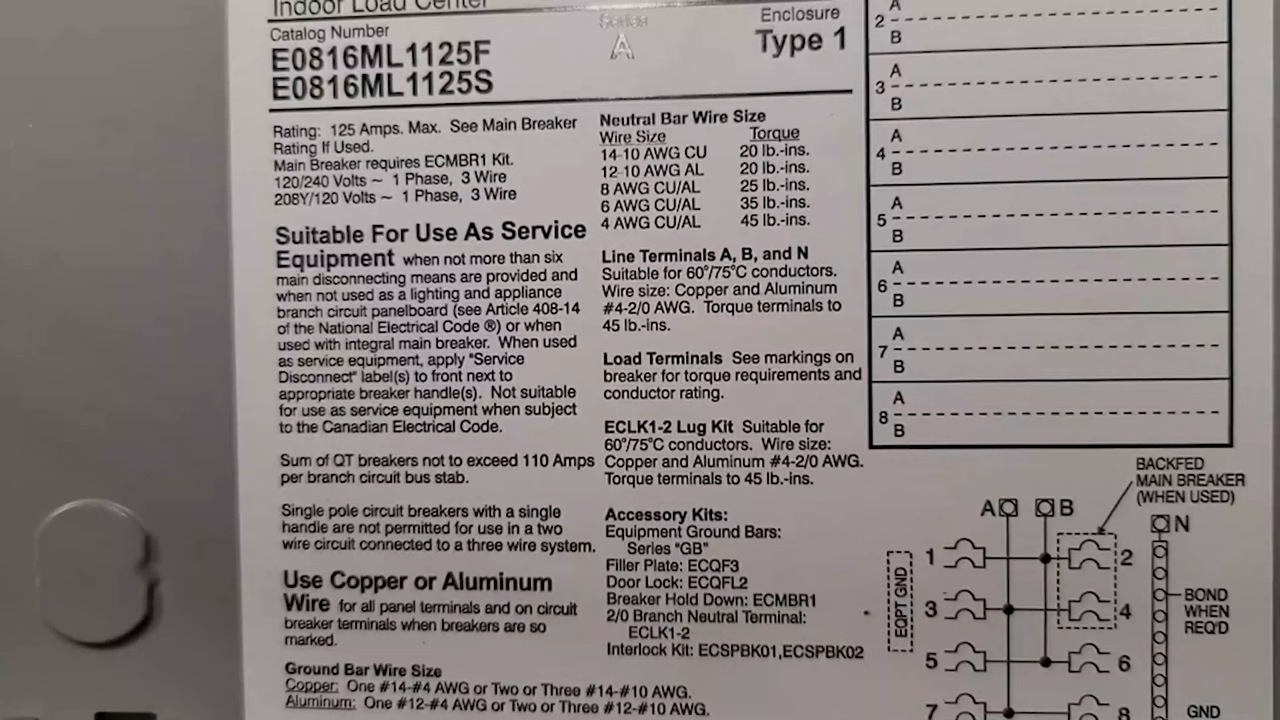 Indoor Load Center
Catalog Number
E0816ML1125F
E0816ML1125S
Series
A
Enclosure
Type 1
Rating: 125 Amps. Max. See Main Breaker
Rating If Used.
Main Breaker requires ECMBR1 Kit.
120/240 Volts ~ 1 Phase, 3 Wire
208Y/120 Volts ~ 1 Phase, 3 Wire
Suitable For Use As Service
Equipment when not more than six
main disconnecting means are provided and
when not used as a lighting and appliance
branch circuit panelboard (see Article 408-14
of the National Electrical Code ®) or when
used with integral main breaker. When used
as service equipment, apply "Service
Disconnect" label(s) to front next to
appropriate breaker handle(s). Not suitable
for use as service equipment when subject
to the Canadian Electrical Code.
Sum of QT breakers not to exceed 110 Amps
per branch circuit bus stab.
Single pole circuit breakers with a single
handle are not permitted for use in a two
wire circuit connected to a three wire system.
Use Copper or Aluminum
Wire for all panel terminals and on circuit
breaker terminals when breakers are so
marked.
Ground Bar Wire Size
Copper: One #14-#4 AWG or Two or Three #14-#10 AWG.
Aluminum: One #12-#4 AWG or Two or Three #12-#10 AWG.
Neutral Bar Wire Size
Wire Size Torque
14-10 AWG CU 20 lb.-ins.
12-10 AWG AL 20 lb.-ins.
8 AWG CU/AL 25 lb.-ins.
6 AWG CU/AL 35 lb.-ins.
4 AWG CU/AL 45 lb.-ins.
Line Terminals A, B, and N
Suitable for 60°/75°C conductors.
Wire size: Copper and Aluminum
#4-2/0 AWG. Torque terminals to
45 lb.-ins.
Load Terminals See markings on
breaker for torque requirements and
conductor rating.
ECLK1-2 Lug Kit Suitable for
60°/75°C conductors. Wire size:
Copper and Aluminum #4-2/0 AWG.
Torque terminals to 45 lb.-ins.
Accessory Kits:
Equipment Ground Bars:
Series "GB"
Filler Plate: ECQF3
Door Lock: ECQFL2
Breaker Hold Down: ECMBR1
2/0 Branch Neutral Terminal:
ECLK1-2
Interlock Kit: ECSPBK01,ECSPBK02
A
2
B
A
3
B
A
4
B
A
5
B
A
6
B
A
7
B
A
8
B
BACKFED
MAIN BREAKER
(WHEN USED)
A B
N
1 2
3 4
5 6
7 8
EQPT GND
BOND
WHEN
REQ'D
GND